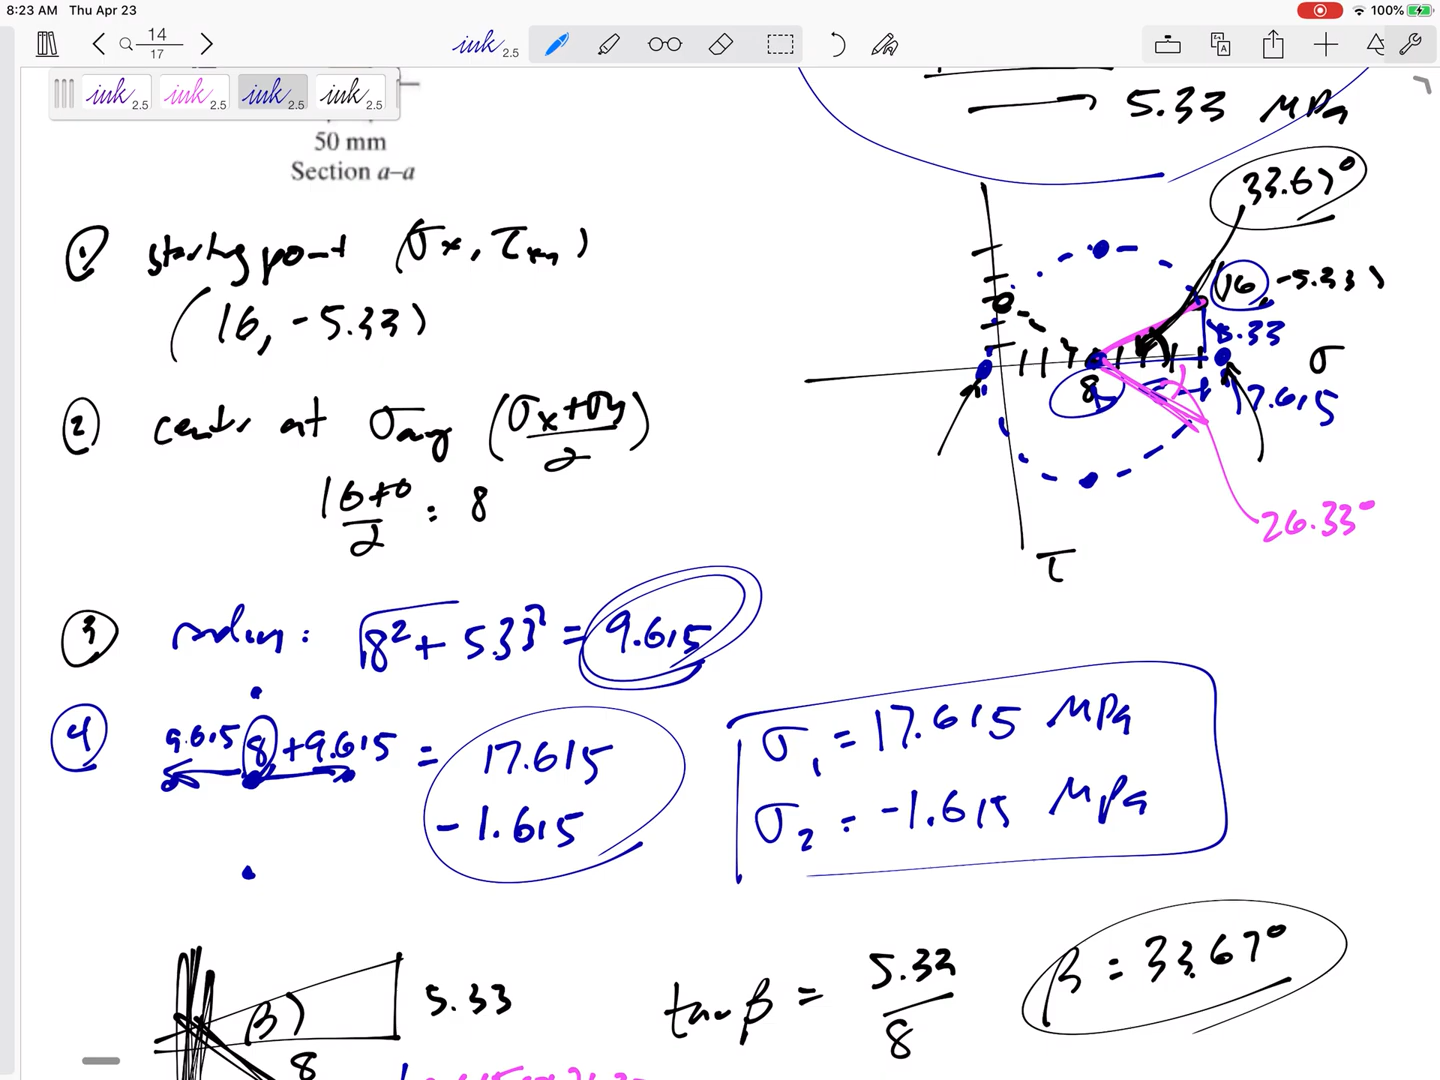 8:23 AM Thu Apr 23
100%
14
17
ink 2.5
ink 2.5 ink 2.5 ink 2.5 ink 2.5
50 mm
Section a–a
5.33 MPa
33.67°
① starting point (σx, τxy)
(16, -5.33)
(16, -5.33)
5.33
σ
8
17.615
② center at σavg (σx+σy / 2)
16+0 / 2 = 8
26.33°
τ
③ radius: √8² + 5.33² = 9.615
④ 9.615 8 +9.615 = 17.615
-1.615
σ1 = 17.615 MPa
σ2 = -1.615 MPa
β
5.33
8
tan β = 5.33 / 8
β = 33.67°